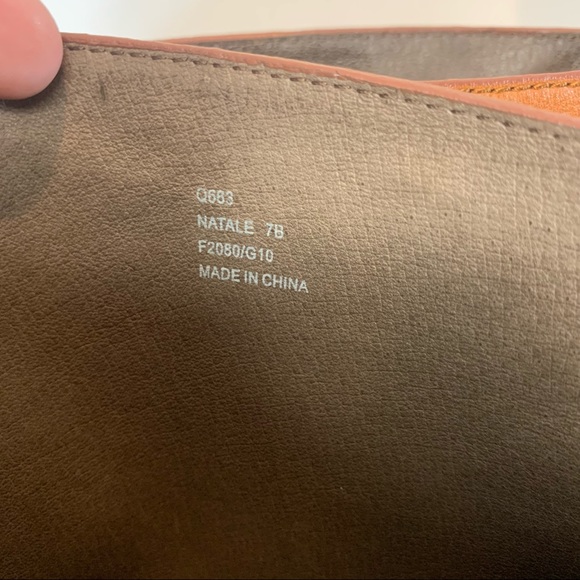 Q683
NATALE 7B
F2080/G10
MADE IN CHINA